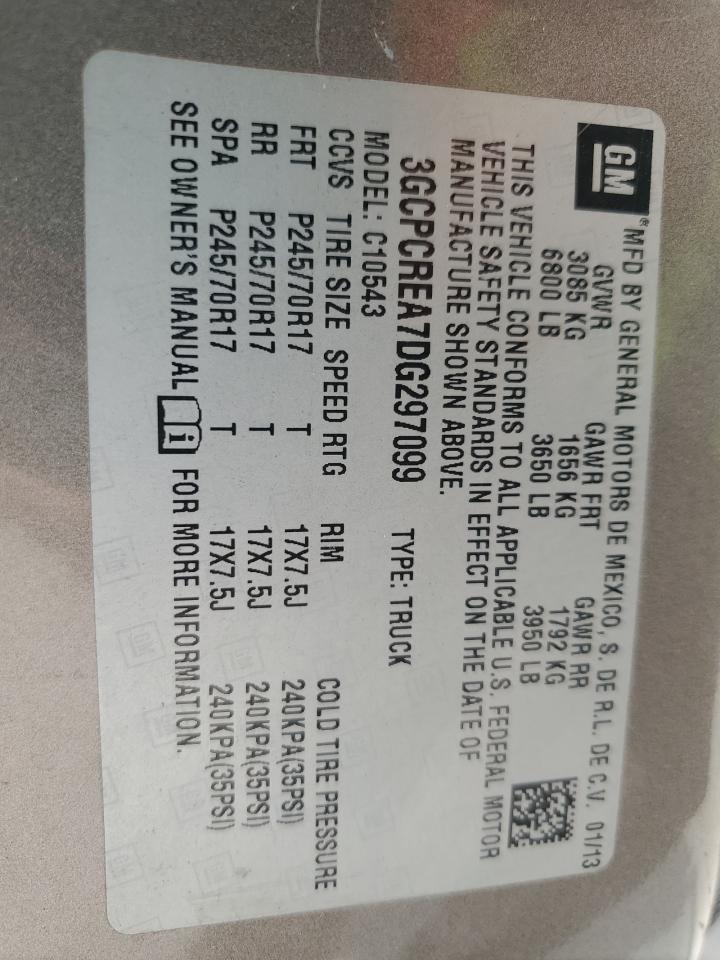 GM® MFD BY GENERAL MOTORS DE MEXICO, S. DE R.L. DE C.V. 01/13
GVWR GAWR FRT GAWR RR
3085 KG 1656 KG 1792 KG
6800 LB 3650 LB 3950 LB
THIS VEHICLE CONFORMS TO ALL APPLICABLE U.S. FEDERAL MOTOR
VEHICLE SAFETY STANDARDS IN EFFECT ON THE DATE OF
MANUFACTURE SHOWN ABOVE.
3GCPCREA7DG297099 TYPE: TRUCK
MODEL: C10543
CCVS TIRE SIZE SPEED RTG RIM COLD TIRE PRESSURE
FRT P245/70R17 T 17X7.5J 240KPA(35PSI)
RR P245/70R17 T 17X7.5J 240KPA(35PSI)
SPA P245/70R17 T 17X7.5J 240KPA(35PSI)
SEE OWNER'S MANUAL i FOR MORE INFORMATION.